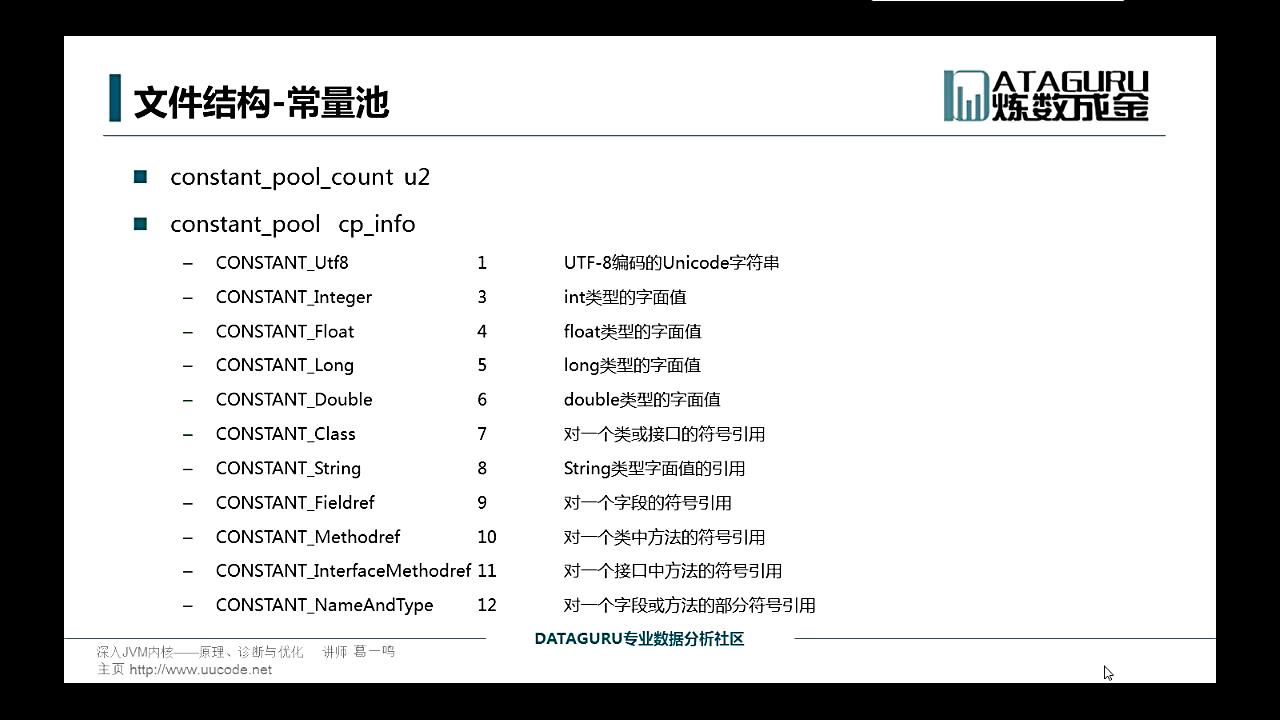 文件结构-常量池
DATAGURU
炼数成金
constant_pool_count u2
constant_pool cp_info
– CONSTANT_Utf8 1 UTF-8编码的Unicode字符串
– CONSTANT_Integer 3 int类型的字面值
– CONSTANT_Float 4 float类型的字面值
– CONSTANT_Long 5 long类型的字面值
– CONSTANT_Double 6 double类型的字面值
– CONSTANT_Class 7 对一个类或接口的符号引用
– CONSTANT_String 8 String类型字面值的引用
– CONSTANT_Fieldref 9 对一个字段的符号引用
– CONSTANT_Methodref 10 对一个类中方法的符号引用
– CONSTANT_InterfaceMethodref 11 对一个接口中方法的符号引用
– CONSTANT_NameAndType 12 对一个字段或方法的部分符号引用
DATAGURU专业数据分析社区
深入JVM内核——原理、诊断与优化 讲师 葛一鸣
主页 http://www.uucode.net